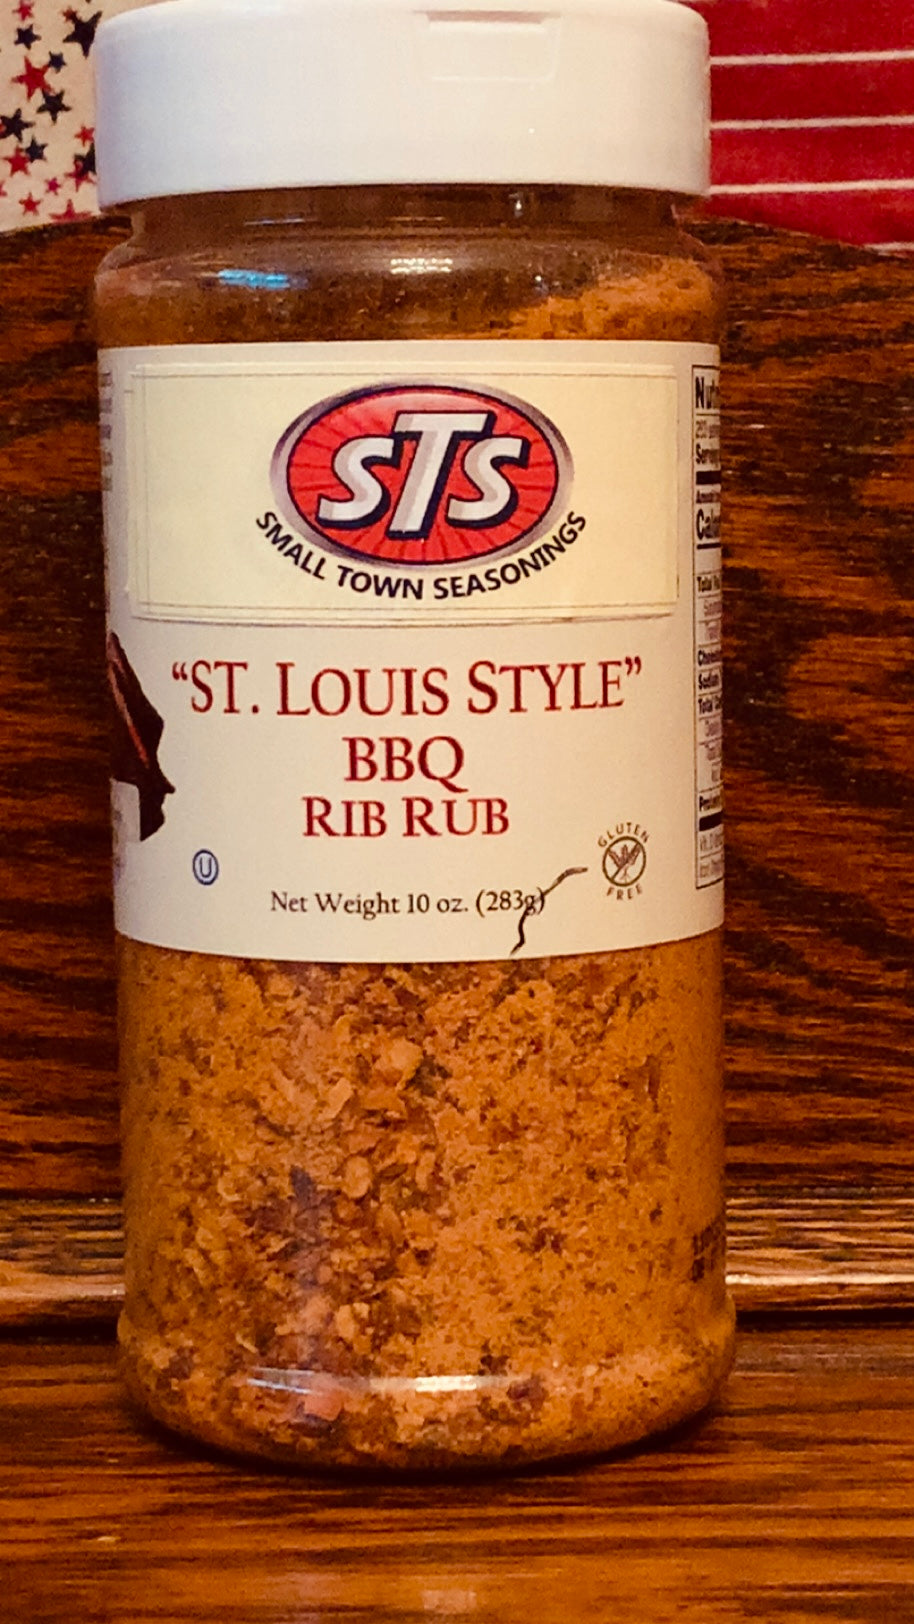 STS
SMALL TOWN SEASONINGS
“ST. LOUIS STYLE”
BBQ
RIB RUB
U
GLUTEN
FREE
Net Weight 10 oz. (283g)